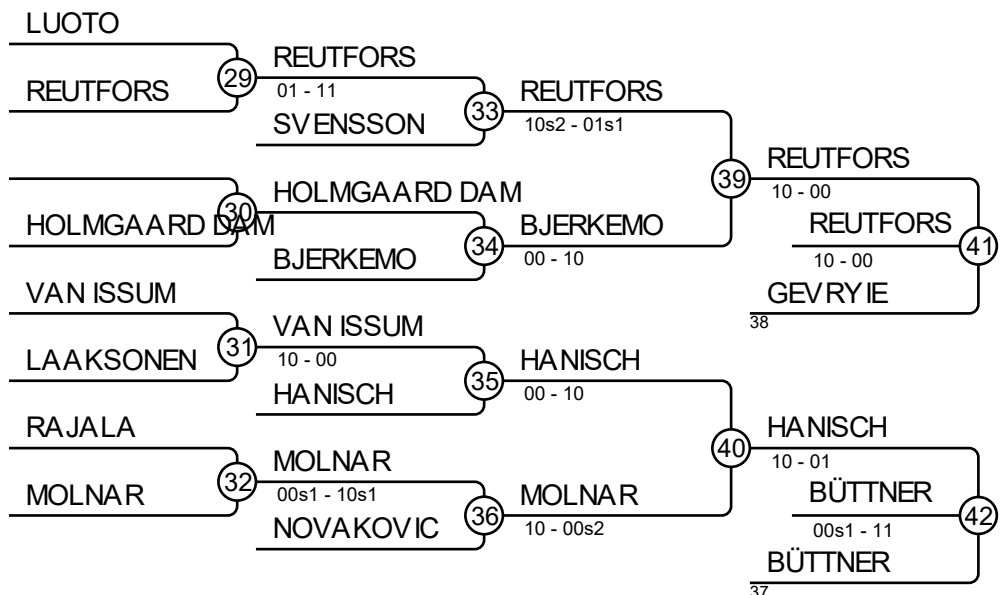 LUOTO
29
REUTFORS
REUTFORS
01 - 11
SVENSSON
33
REUTFORS
10s2 - 01s1
30
HOLMGAARD DAM
HOLMGAARD DAM
BJERKEMO
34
BJERKEMO
00 - 10
39
REUTFORS
10 - 00
REUTFORS
10 - 00
41
GEVRYIE
38
VAN ISSUM
31
LAAKSONEN
VAN ISSUM
10 - 00
HANISCH
35
HANISCH
00 - 10
RAJALA
32
MOLNAR
MOLNAR
00s1 - 10s1
NOVAKOVIC
36
MOLNAR
10 - 00s2
40
HANISCH
10 - 01
BÜTTNER
00s1 - 11
42
BÜTTNER
37